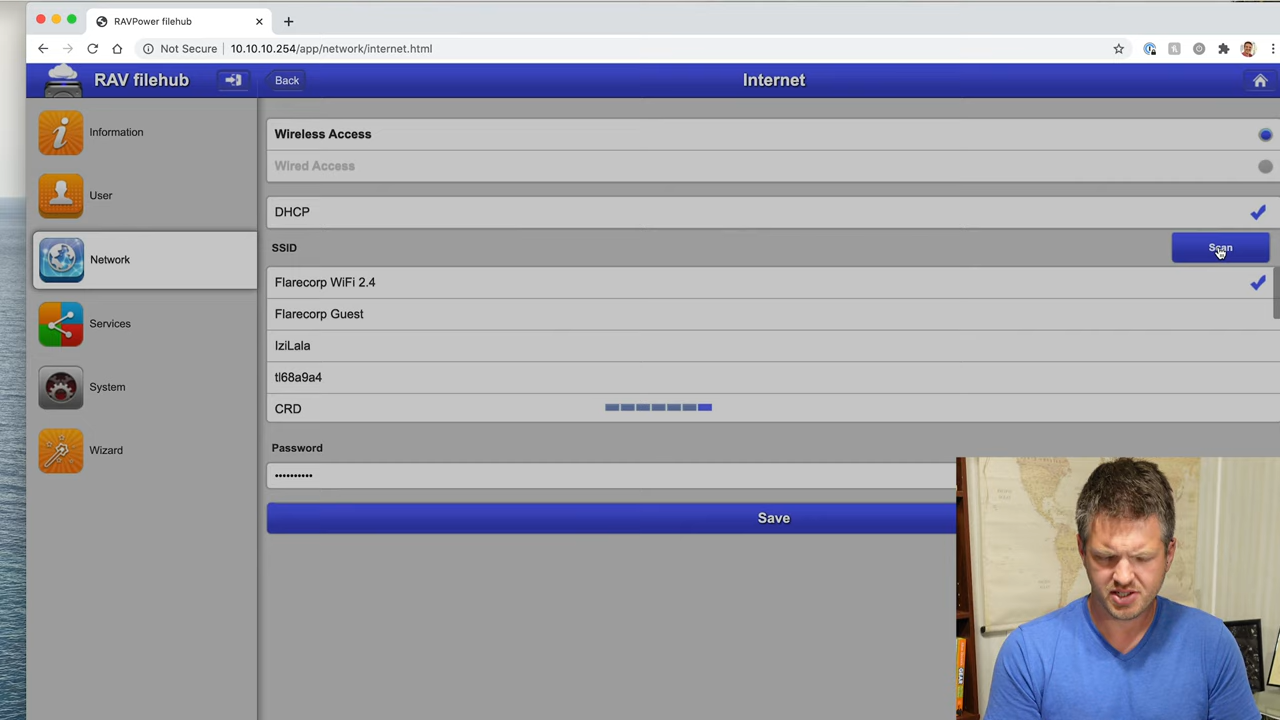 RAVPower filehub
Not Secure
10.10.10.254/app/network/internet.html
RAV filehub
Back
Internet
Information
User
Network
Services
System
Wizard
Wireless Access
Wired Access
DHCP
SSID
Scan
Flarecorp WiFi 2.4
Flarecorp Guest
IziLala
tl68a9a4
CRD
Password
••••••••••
Save
GEAR